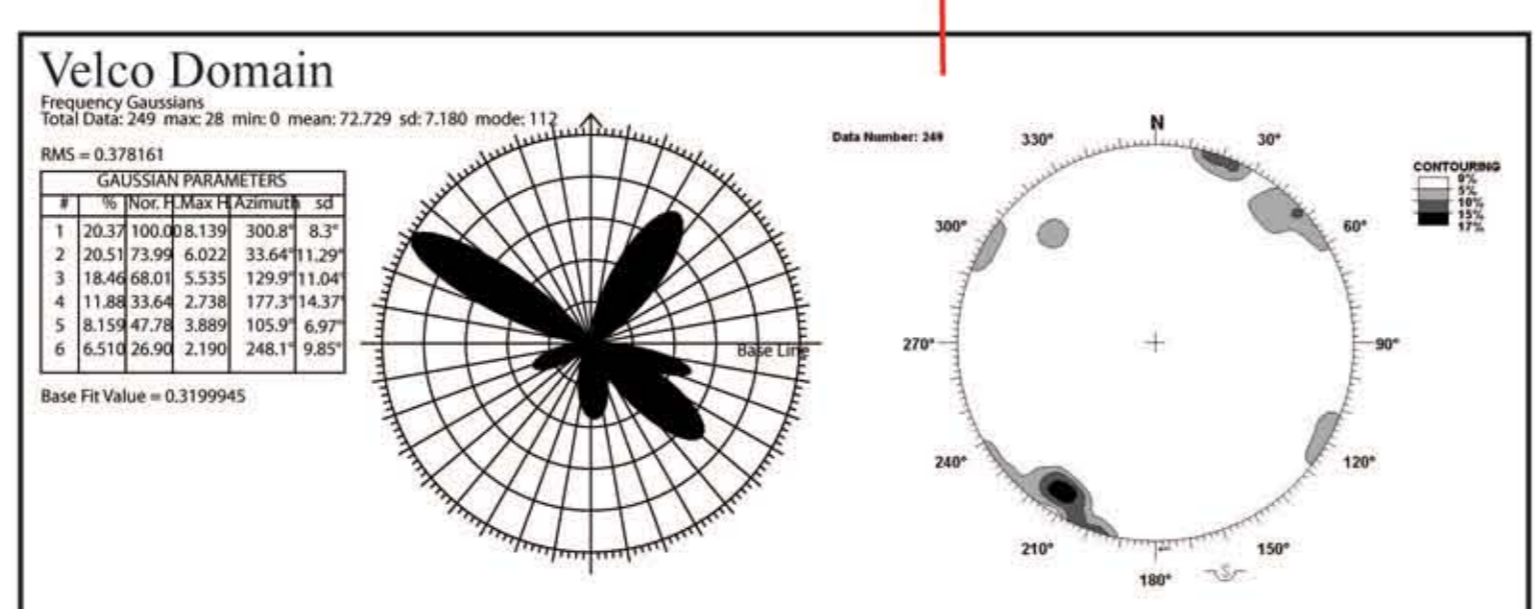 Velco Domain
Frequency Gaussians
Total Data: 249 max: 28 min: 0 mean: 72.729 sd: 7.180 mode: 112
RMS = 0.378161
GAUSSIAN PARAMETERS
# % Nor. H. Max H. Azimuth sd
1 20.37 100.00 8.139 300.8° 8.3°
2 20.51 73.99 6.022 33.64° 11.29°
3 18.46 68.01 5.535 129.9° 11.04°
4 11.88 33.64 2.738 177.3° 14.37°
5 8.159 47.78 3.889 105.9° 6.97°
6 6.510 26.90 2.190 248.1° 9.85°
Base Fit Value = 0.3199945
Base Line
Data Number: 249
N
30°
60°
90°
120°
150°
180°
210°
240°
270°
300°
330°
S
CONTOURING
0%
5%
10%
15%
17%